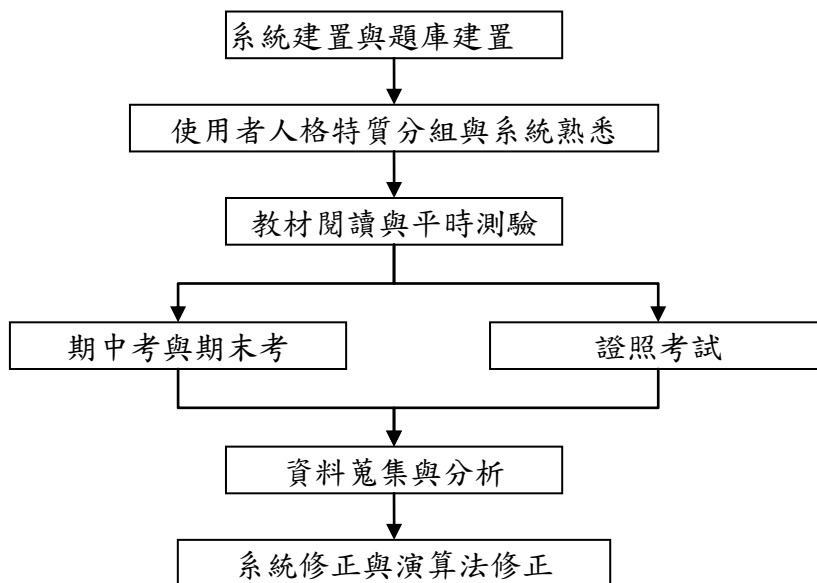 系統建置與題庫建置
使用者人格特質分組與系統熟悉
教材閱讀與平時測驗
期中考與期末考
證照考試
資料蒐集與分析
系統修正與演算法修正